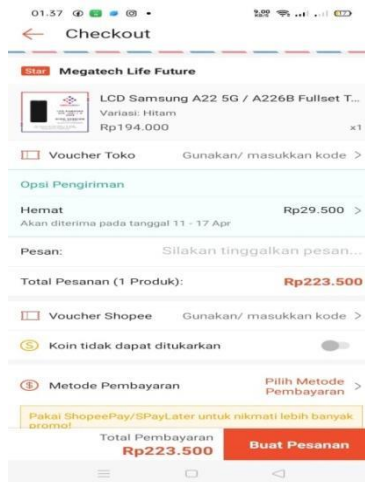 01.37
Checkout
Star Megatech Life Future
LCD Samsung A22 5G / A226B Fullset T...
Variasi: Hitam
Rp194.000 x1
Voucher Toko Gunakan/ masukkan kode >
Opsi Pengiriman
Hemat Rp29.500 >
Akan diterima pada tanggal 11 - 17 Apr
Pesan: Silakan tinggalkan pesan...
Total Pesanan (1 Produk): Rp223.500
Voucher Shopee Gunakan/ masukkan kode >
Koin tidak dapat ditukarkan
Metode Pembayaran Pilih Metode
Pembayaran >
Pakai ShopeePay/SPayLater untuk nikmati lebih banyak
promo!
Total Pembayaran
Rp223.500
Buat Pesanan